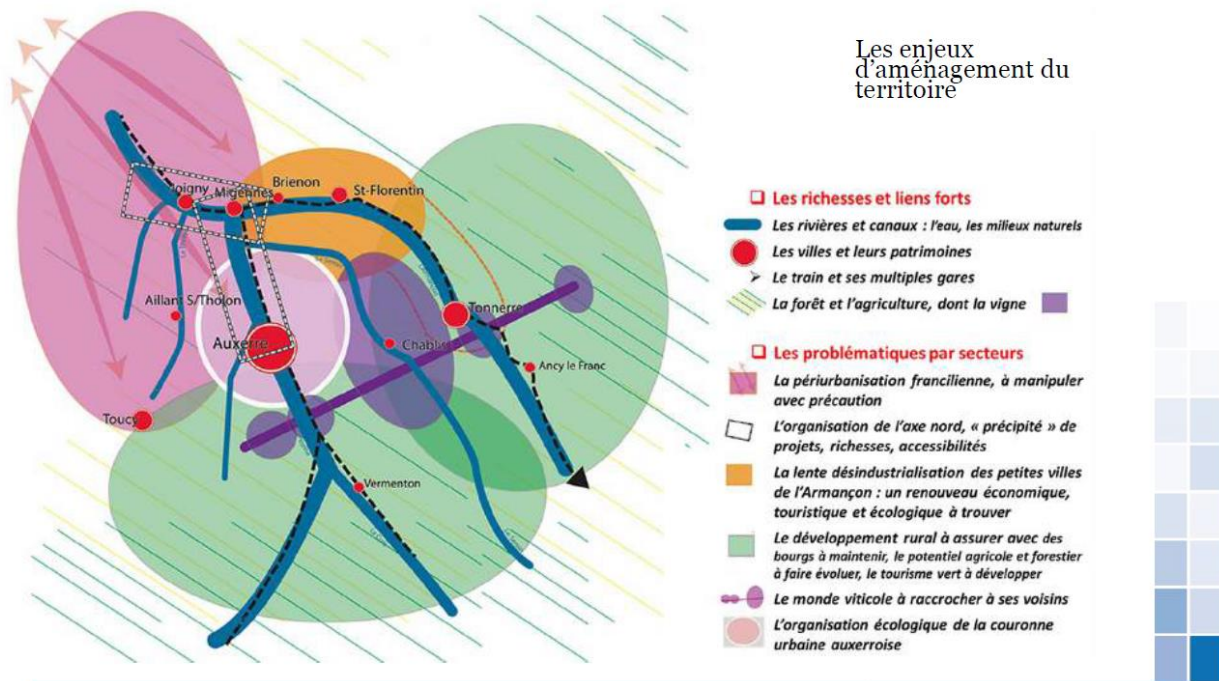 Les enjeux
d'aménagement du
territoire
Joigny
Migennes
Brienon
St-Florentin
Aillant S/Tholon
Auxerre
Chablis
Tonnerre
Ancy le Franc
Toucy
Vermenton
❑ Les richesses et liens forts
Les rivières et canaux : l'eau, les milieux naturels
Les villes et leurs patrimoines
Le train et ses multiples gares
La forêt et l'agriculture, dont la vigne
❑ Les problématiques par secteurs
La périurbanisation francilienne, à manipuler
avec précaution
L'organisation de l'axe nord, « précipité » de
projets, richesses, accessibilités
La lente désindustrialisation des petites villes
de l'Armançon : un renouveau économique,
touristique et écologique à trouver
Le développement rural à assurer avec des
bourgs à maintenir, le potentiel agricole et forestier
à faire évoluer, le tourisme vert à développer
Le monde viticole à raccrocher à ses voisins
L'organisation écologique de la couronne
urbaine auxerroise